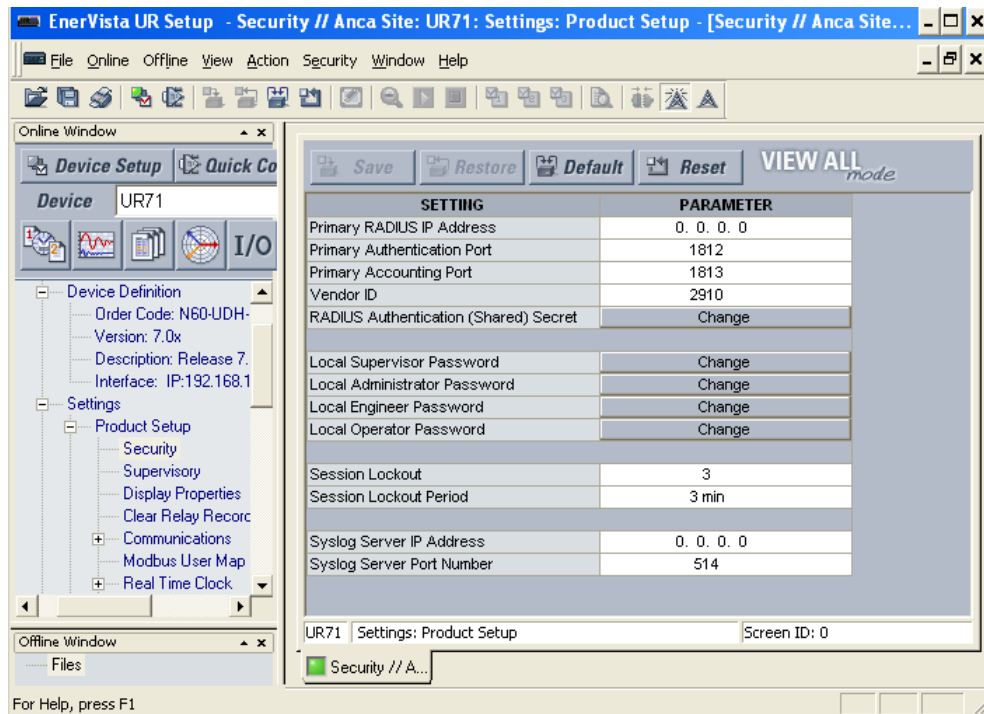 EnerVista UR Setup - Security // Anca Site: UR71: Settings: Product Setup - [Security // Anca Site...
File Online Offline View Action Security Window Help
Online Window
Device Setup Quick Co
Device UR71
I/O
Device Definition
Order Code: N60-UDH-
Version: 7.0x
Description: Release 7.
Interface: IP:192.168.1
Settings
Product Setup
Security
Supervisory
Display Properties
Clear Relay Recorc
Communications
Modbus User Map
Real Time Clock
Offline Window
Files
Save Restore Default Reset VIEW ALL mode
SETTING PARAMETER
Primary RADIUS IP Address 0. 0. 0. 0
Primary Authentication Port 1812
Primary Accounting Port 1813
Vendor ID 2910
RADIUS Authentication (Shared) Secret Change
Local Supervisor Password Change
Local Administrator Password Change
Local Engineer Password Change
Local Operator Password Change
Session Lockout 3
Session Lockout Period 3 min
Syslog Server IP Address 0. 0. 0. 0
Syslog Server Port Number 514
UR71 Settings: Product Setup Screen ID: 0
Security // A...
For Help, press F1